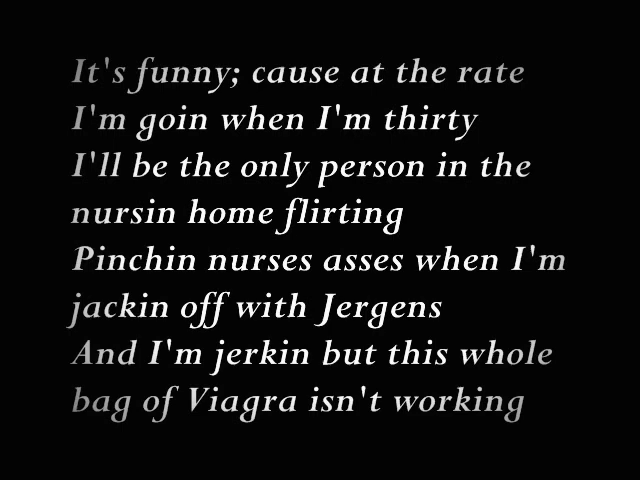 It's funny; cause at the rate
I'm goin when I'm thirty
I'll be the only person in the
nursin home flirting
Pinchin nurses asses when I'm
jackin off with Jergens
And I'm jerkin but this whole
bag of Viagra isn't working